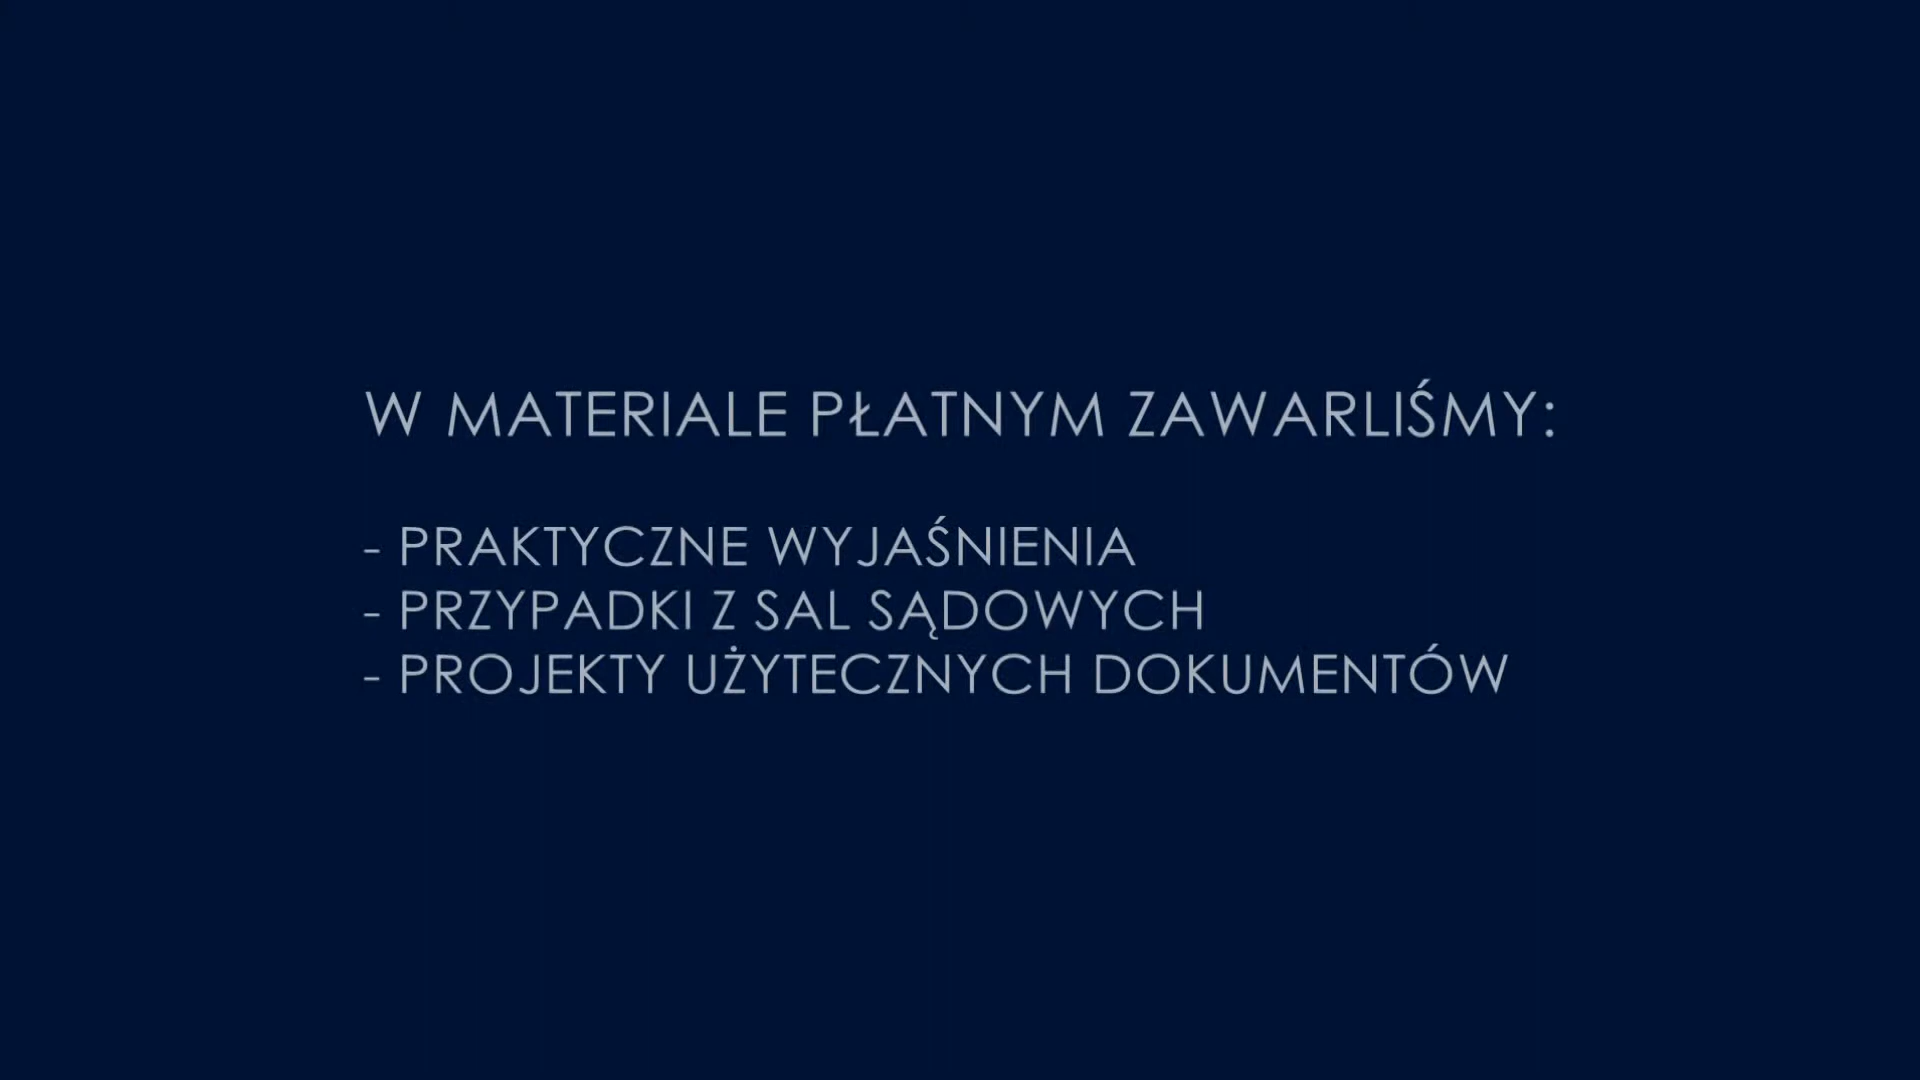 W MATERIALE PŁATNYM ZAWARLIŚMY:
- PRAKTYCZNE WYJAŚNIENIA
- PRZYPADKI Z SAL SĄDOWYCH
- PROJEKTY UŻYTECZNYCH DOKUMENTÓW